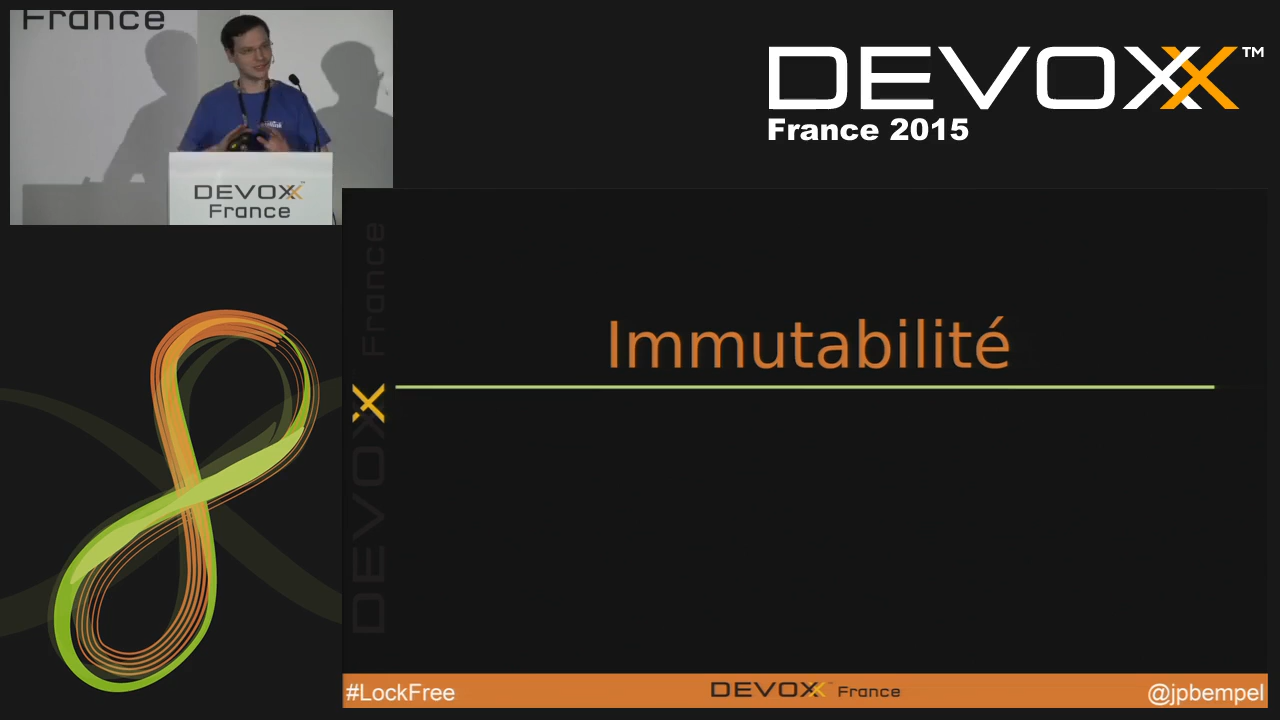 France
DEVOXX
France
DEVOXX™
France 2015
DEVOXX France
Immutabilité
#LockFree
DEVOXX France
@jpbempel